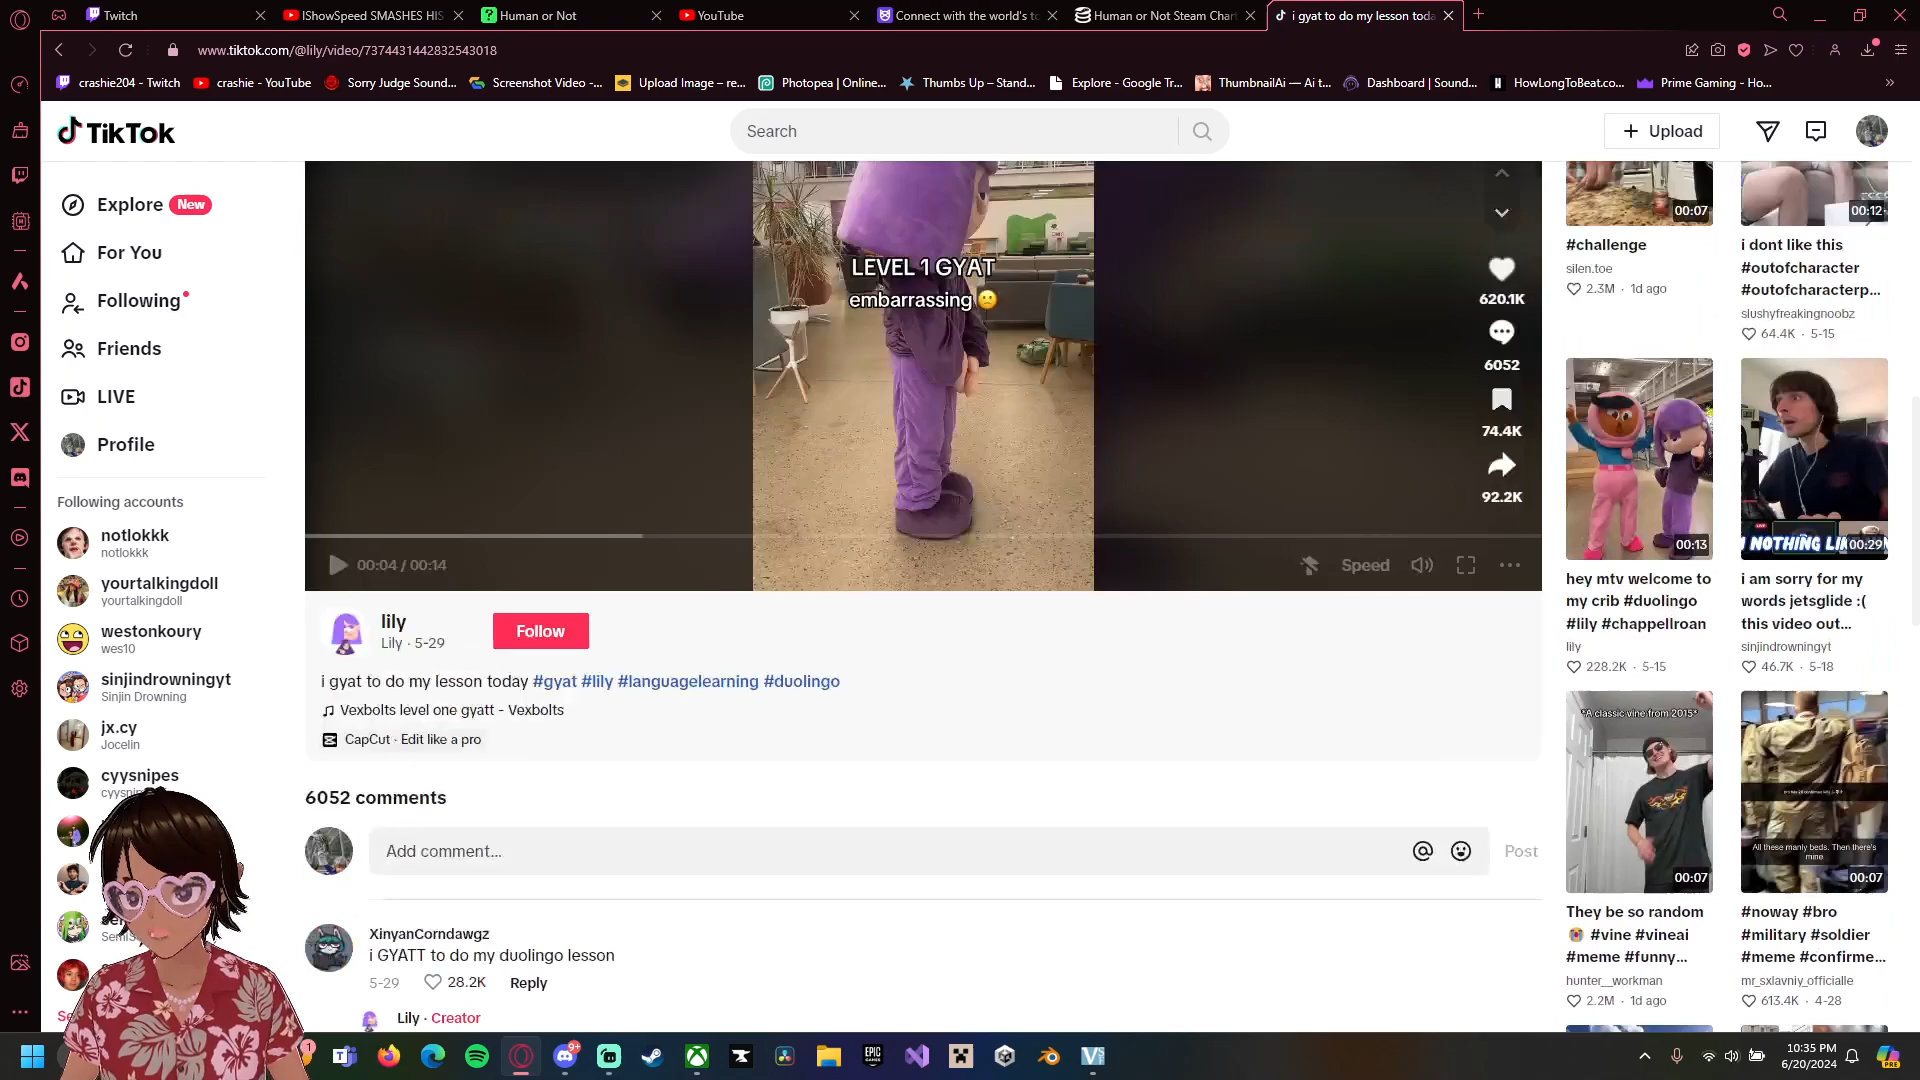 Twitch
IShowSpeed SMASHES HIS
Human or Not
YouTube
Connect with the world's to
Human or Not Steam Chart
i gyat to do my lesson toda
www.tiktok.com/@lily/video/7374431442832543018
crashie204 - Twitch
crashie - YouTube
Sorry Judge Sound...
Screenshot Video -...
Upload Image – re...
Photopea | Online...
Thumbs Up – Stand...
Explore - Google Tr...
ThumbnailAi — Ai t...
Dashboard | Sound...
HowLongToBeat.co...
Prime Gaming - Ho...
TikTok
Search
Upload
Explore New
For You
Following
Friends
LIVE
Profile
Following accounts
notlokkk
notlokkk
yourtalkingdoll
yourtalkingdoll
westonkoury
wes10
sinjindrowningyt
Sinjin Drowning
jx.cy
Jocelin
cyysnipes
LEVEL 1 GYAT
embarrassing 🙁
620.1K
6052
74.4K
92.2K
00:04 / 00:14
Speed
lily
Lily · 5-29
Follow
i gyat to do my lesson today #gyat #lily #languagelearning #duolingo
Vexbolts level one gyatt - Vexbolts
CapCut · Edit like a pro
6052 comments
Add comment...
Post
XinyanCorndawgz
i GYATT to do my duolingo lesson
5-29
28.2K
Reply
Lily · Creator
00:07
#challenge
silen.toe
2.3M · 1d ago
00:12
i dont like this
#outofcharacter
#outofcharacterp...
slushyfreakingnoobz
64.4K · 5-15
00:13
hey mtv welcome to
my crib #duolingo
#lily #chappellroan
lily
228.2K · 5-15
00:29
i am sorry for my
words jetsglide :(
this video out...
sinjindrowningyt
46.7K · 5-18
*A classic vine from 2015*
00:07
They be so random
😭 #vine #vineai
#meme #funny...
hunter__workman
2.2M · 1d ago
All these manly beds. Then there's
mine
00:07
#noway #bro
#military #soldier
#meme #confirme...
mr_sxlavniy_officialle
613.4K · 4-28
1
9+
10:35 PM
6/20/2024